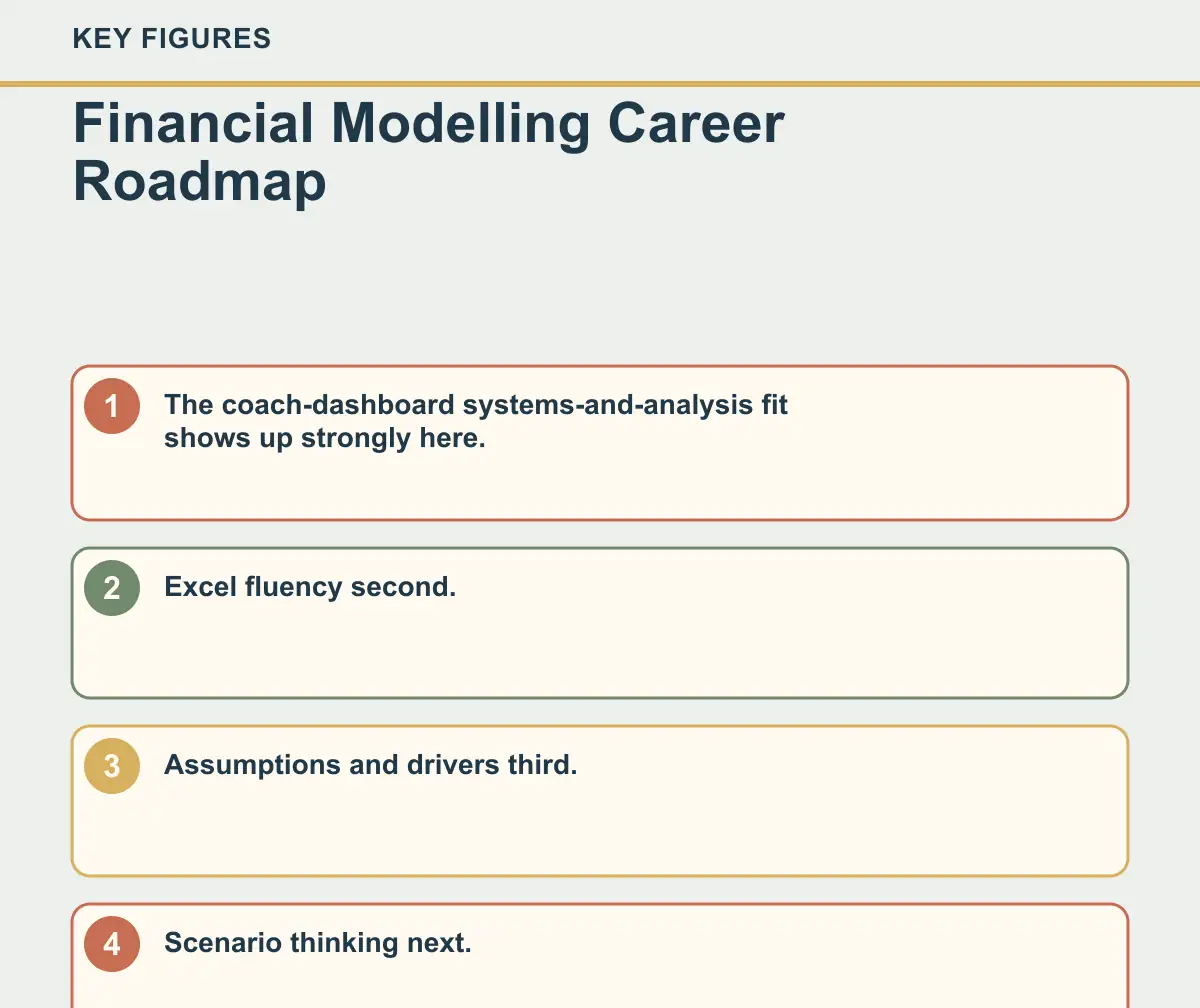 KEY FIGURES
Financial Modelling Career
Roadmap
1
The coach-dashboard systems-and-analysis fit
shows up strongly here.
2
Excel fluency second.
3
Assumptions and drivers third.
4
Scenario thinking next.